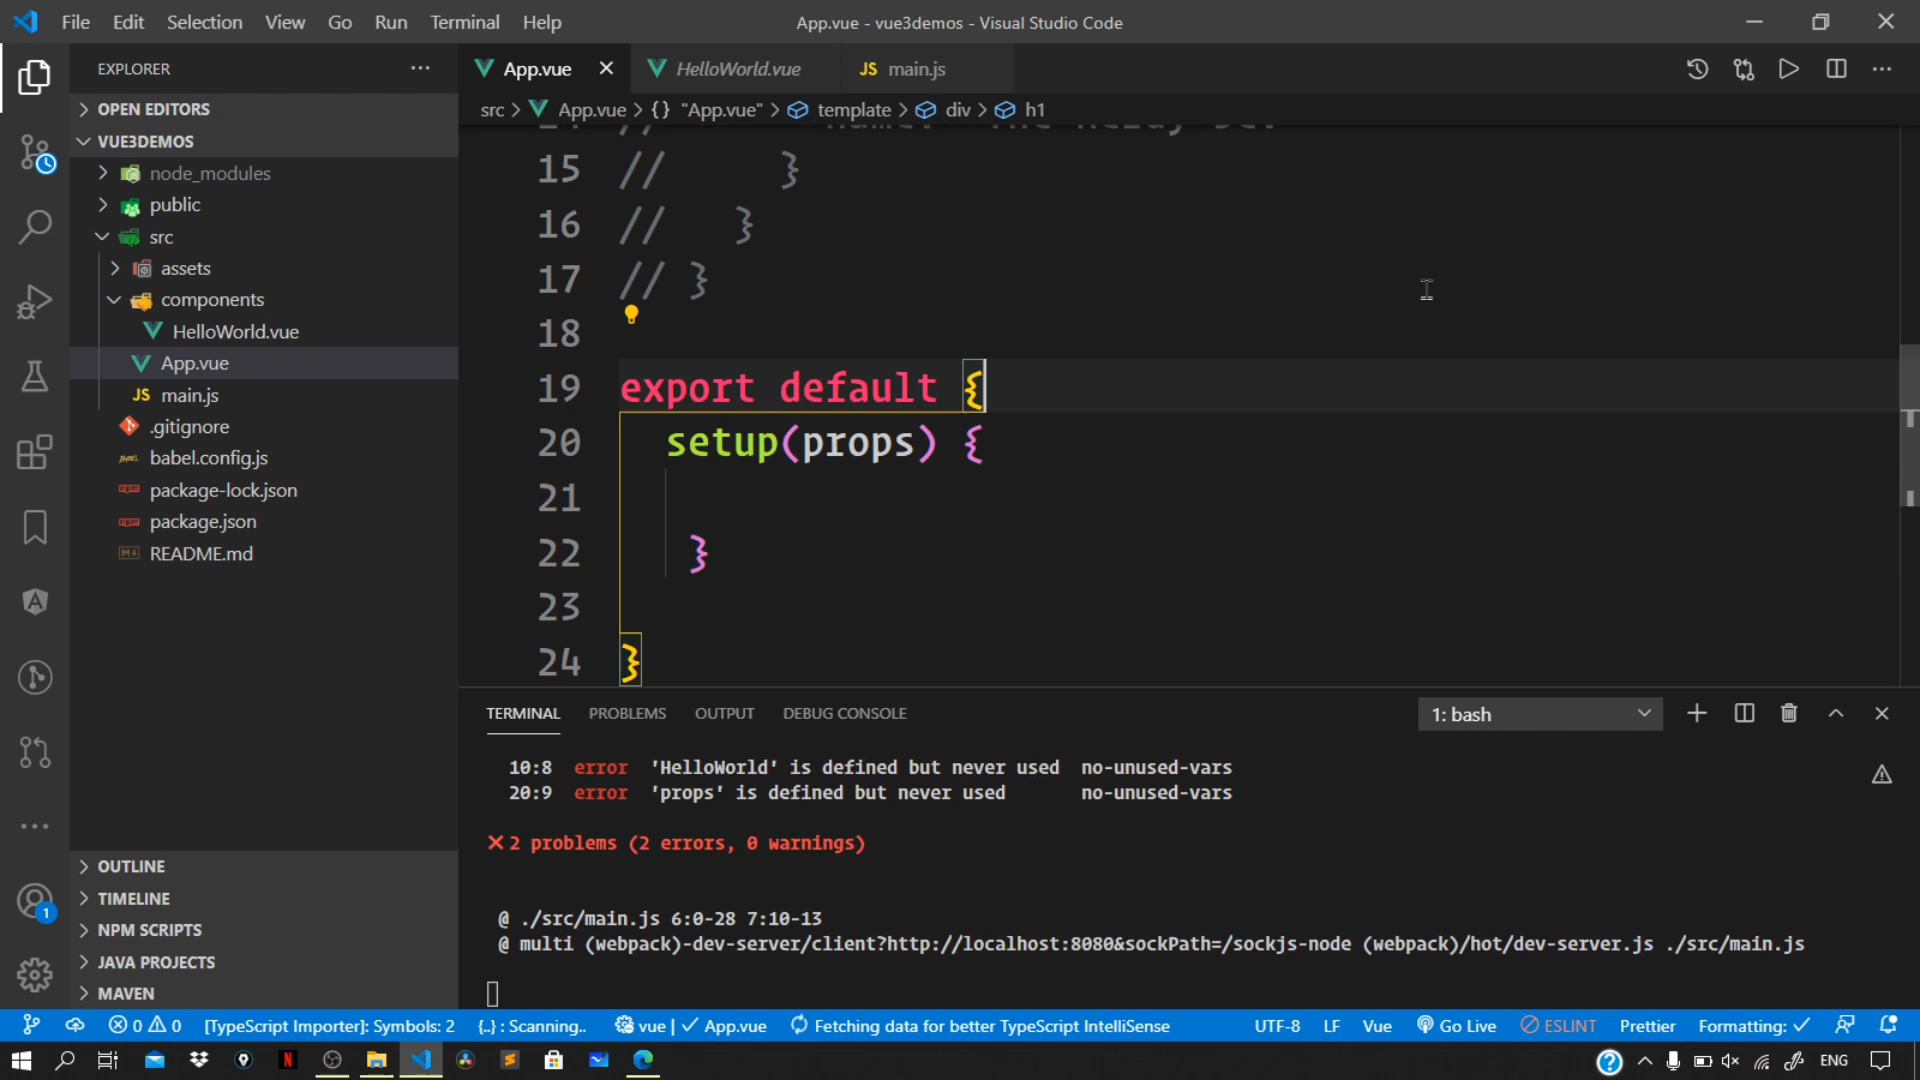 File Edit Selection View Go Run Terminal Help
App.vue - vue3demos - Visual Studio Code
EXPLORER
OPEN EDITORS
VUE3DEMOS
node_modules
public
src
assets
components
HelloWorld.vue
App.vue
JS main.js
.gitignore
babel.config.js
package-lock.json
package.json
README.md
OUTLINE
TIMELINE
NPM SCRIPTS
JAVA PROJECTS
MAVEN
App.vue HelloWorld.vue JS main.js
src > App.vue > {} "App.vue" > template > div > h1
15 // }
16 // }
17 // }
18
19 export default {
20 setup(props) {
21
22 }
23
24 }
TERMINAL PROBLEMS OUTPUT DEBUG CONSOLE
1: bash
10:8 error 'HelloWorld' is defined but never used no-unused-vars
20:9 error 'props' is defined but never used no-unused-vars
✕ 2 problems (2 errors, 0 warnings)
@ ./src/main.js 6:0-28 7:10-13
@ multi (webpack)-dev-server/client?http://localhost:8080&sockPath=/sockjs-node (webpack)/hot/dev-server.js ./src/main.js
1
0 0 [TypeScript Importer]: Symbols: 2 {..} : Scanning.. vue | ✓ App.vue Fetching data for better TypeScript IntelliSense UTF-8 LF Vue Go Live ESLINT Prettier Formatting: ✓
ENG